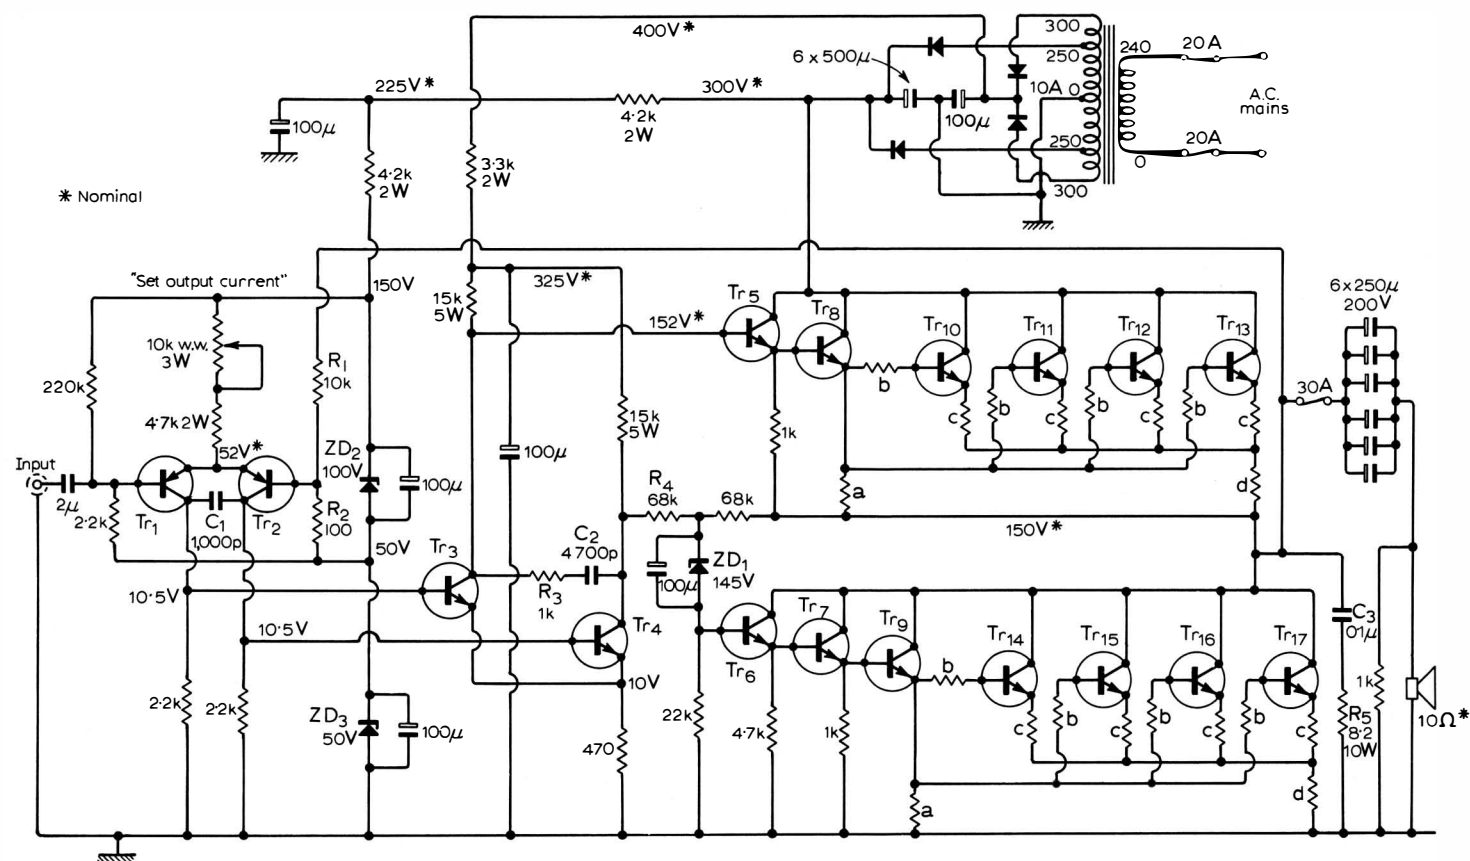 400V*
300
240
20A
6 x 500µ
250
225V*
300V*
10A 0
A.C.
mains
100µ
4·2k
2W
100µ
250
20A
3·3k
2W
4·2k
2W
0
300
* Nominal
"Set output current"
150V
325V*
6x250µ
200V
15k
5W
152V*
Tr5
Tr8
Tr10
Tr11
Tr12
Tr13
10k w.w.
3W
R1
10k
220k
b
b
b
b
30A
c
c
c
c
4·7k 2W
15k
5W
1k
52V*
ZD2
100V
100µ
Input
R4
68k
68k
a
d
100µ
2µ
2·2k
Tr1
C1
1,000p
Tr2
R2
100
150V*
50V
Tr3
C2
4700p
ZD1
145V
100µ
R3
1k
10·5V
Tr7
Tr9
C3
0·1µ
10·5V
Tr4
Tr6
Tr14
Tr15
Tr16
Tr17
b
10V
2·2k
2·2k
ZD3
50V
100µ
22k
4·7k
1k
c
b
c
b
c
b
c
R5
8·2
10W
1k
10Ω*
470
a
d